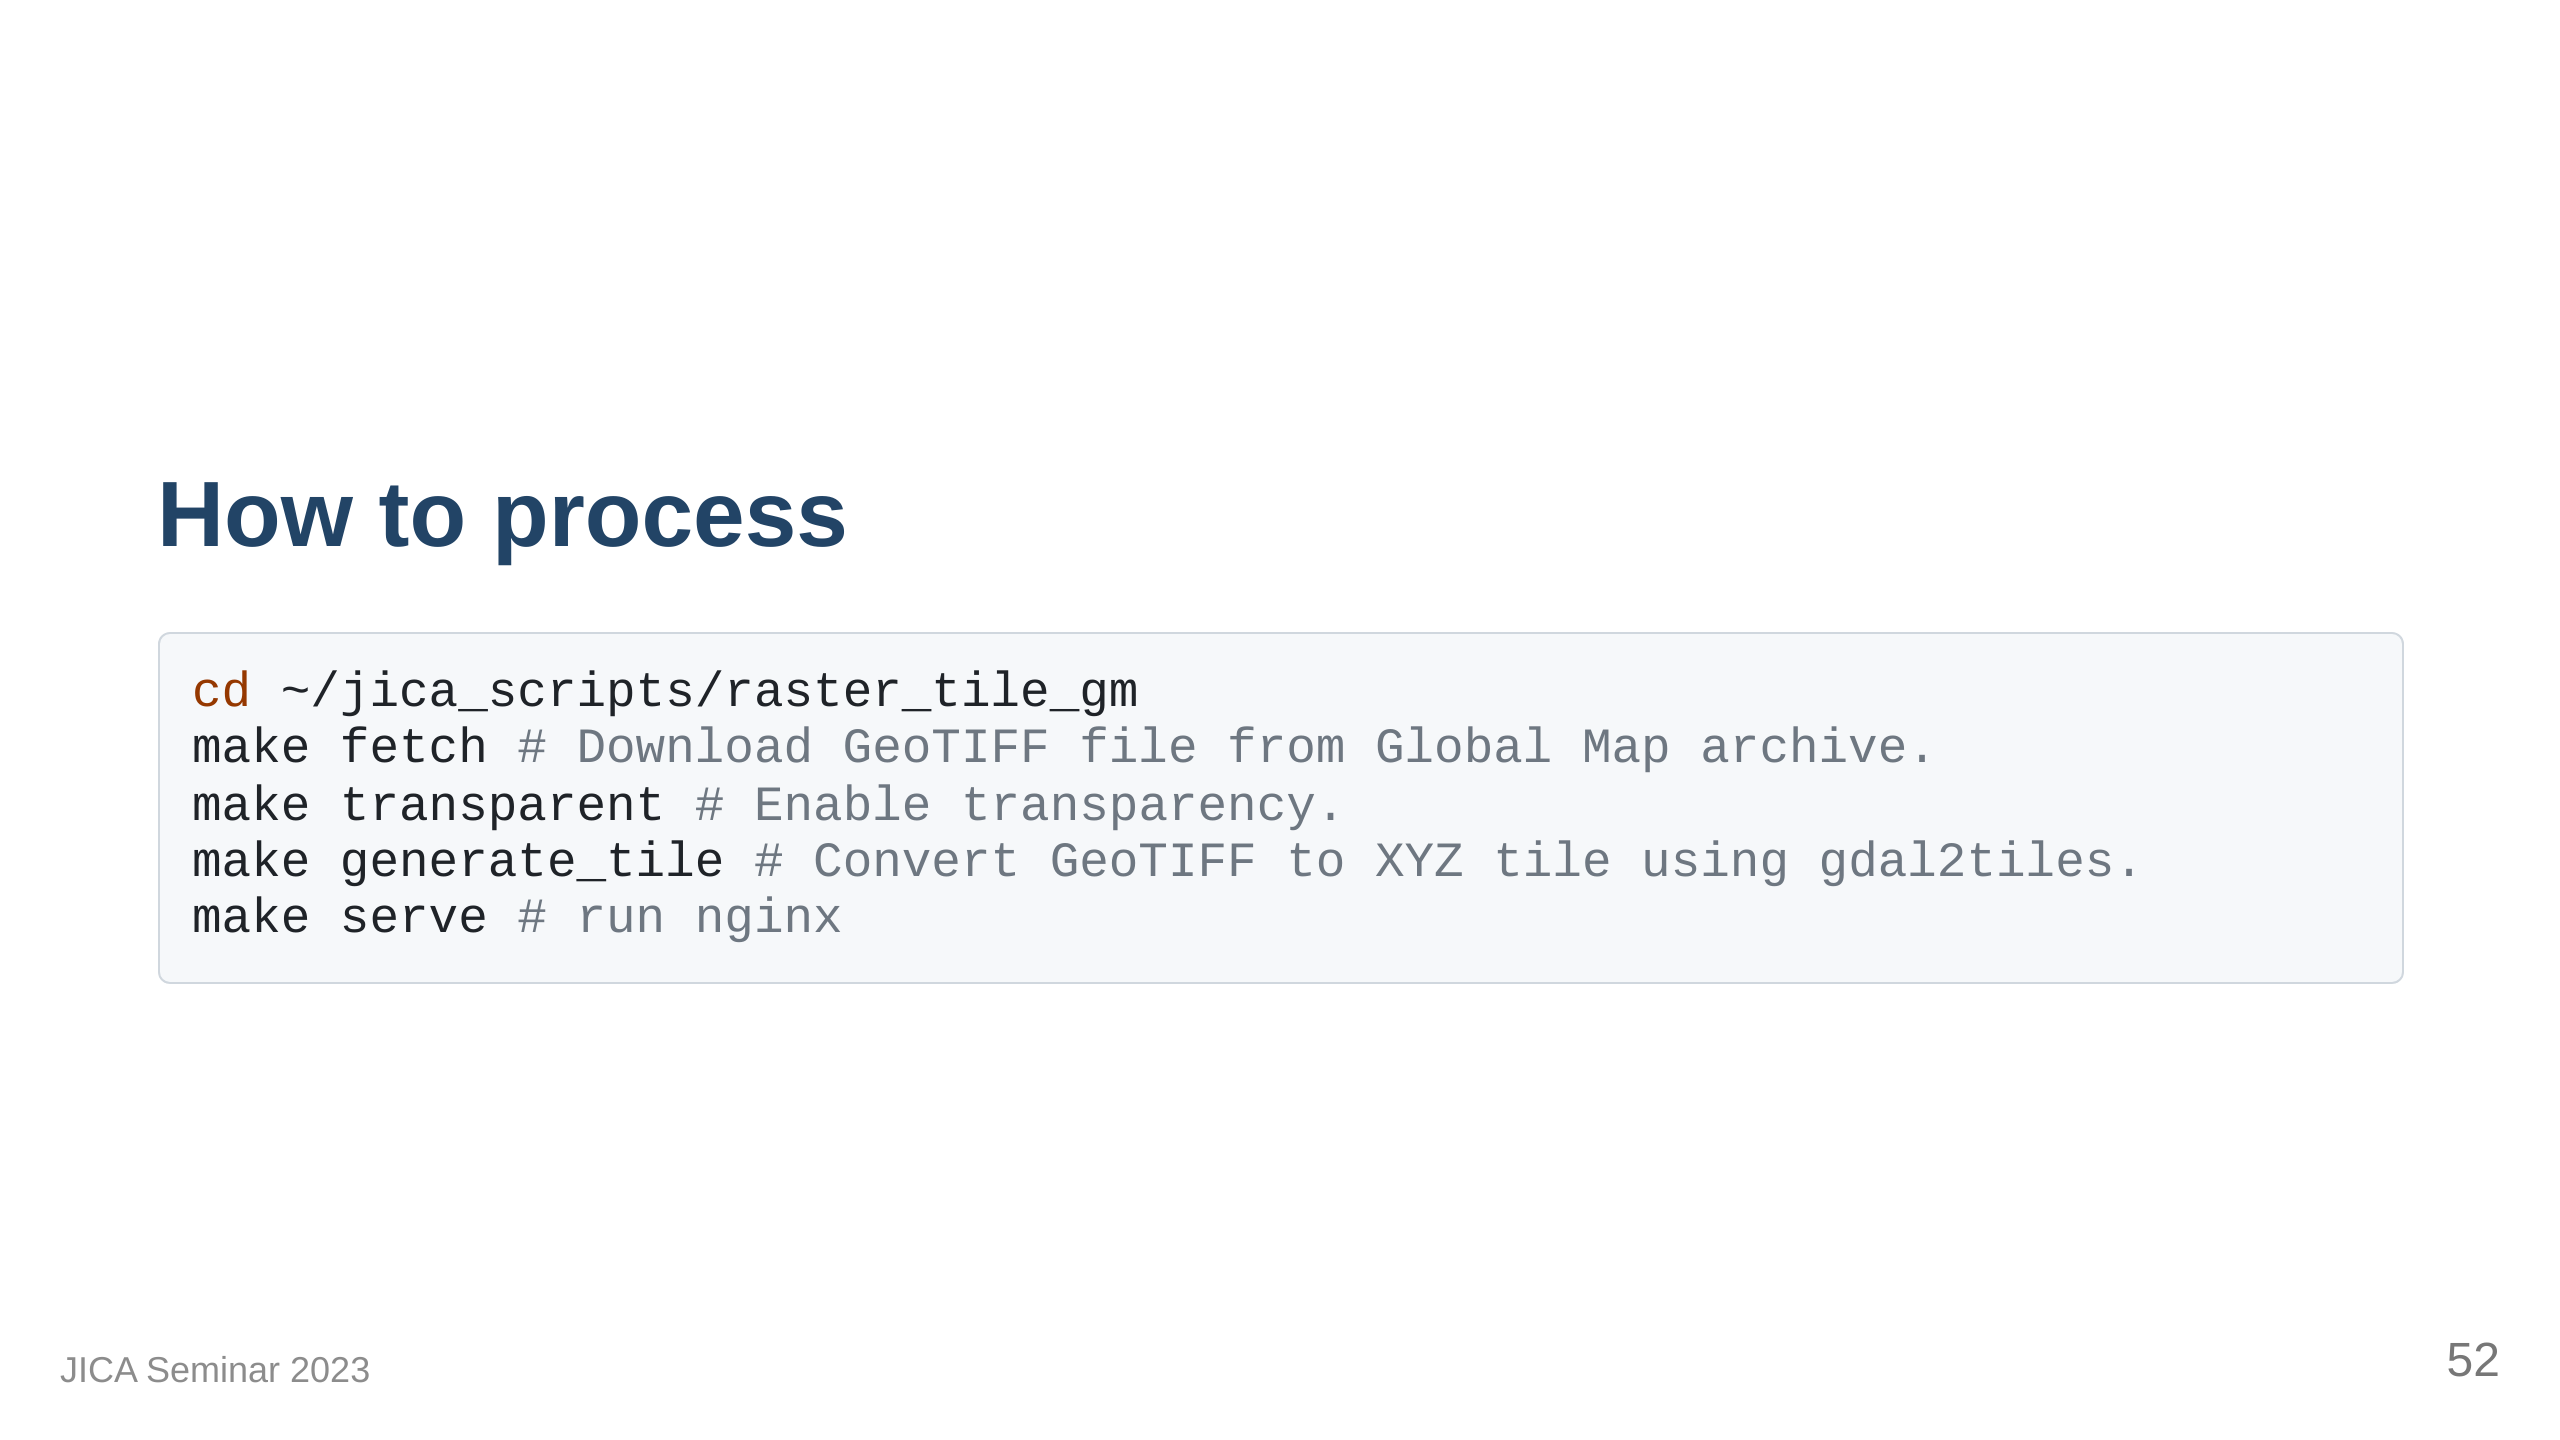 How to process
cd ~/jica_scripts/raster_tile_gm
make fetch # Download GeoTIFF file from Global Map archive.
make transparent # Enable transparency.
make generate_tile # Convert GeoTIFF to XYZ tile using gdal2tiles.
make serve # run nginx
JICA Seminar 2023
52